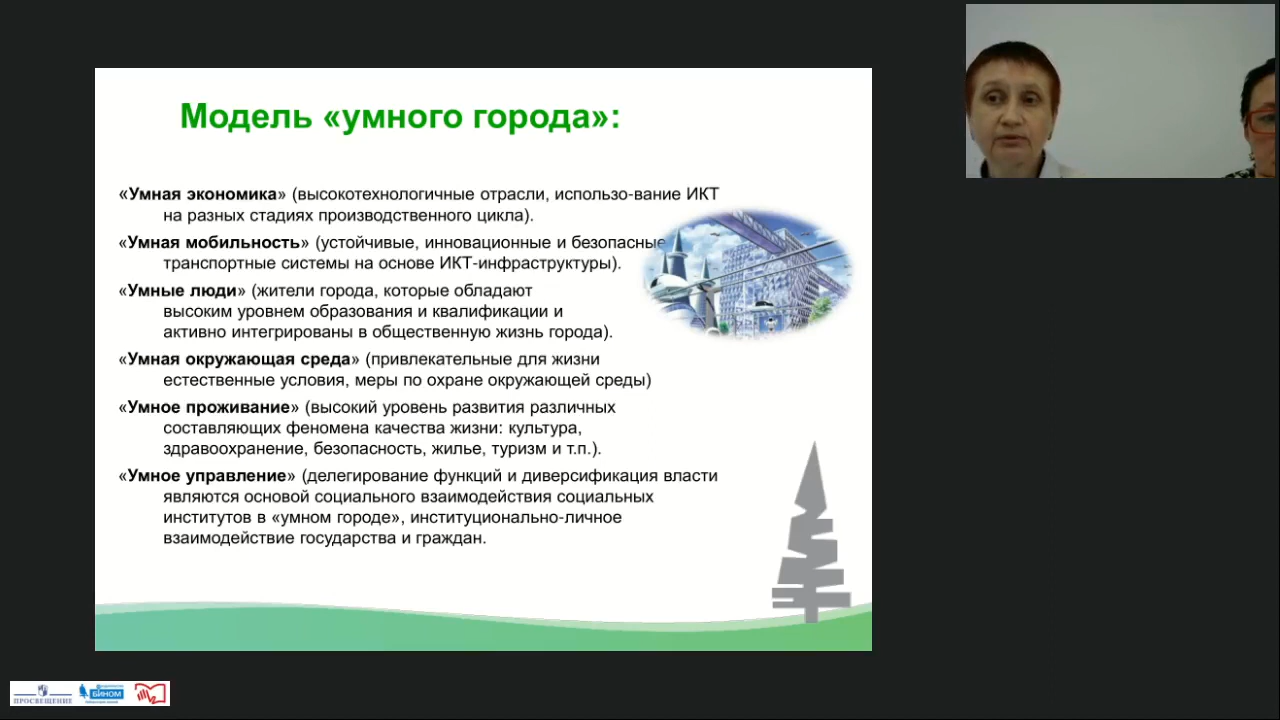 Модель «умного города»:
«Умная экономика» (высокотехнологичные отрасли, использо-вание ИКТ
на разных стадиях производственного цикла).
«Умная мобильность» (устойчивые, инновационные и безопасные
транспортные системы на основе ИКТ-инфраструктуры).
«Умные люди» (жители города, которые обладают
высоким уровнем образования и квалификации и
активно интегрированы в общественную жизнь города).
«Умная окружающая среда» (привлекательные для жизни
естественные условия, меры по охране окружающей среды)
«Умное проживание» (высокий уровень развития различных
составляющих феномена качества жизни: культура,
здравоохранение, безопасность, жилье, туризм и т.п.).
«Умное управление» (делегирование функций и диверсификация власти
являются основой социального взаимодействия социальных
институтов в «умном городе», институционально-личное
взаимодействие государства и граждан.
ПРОСВЕЩЕНИЕ
БИНОМ